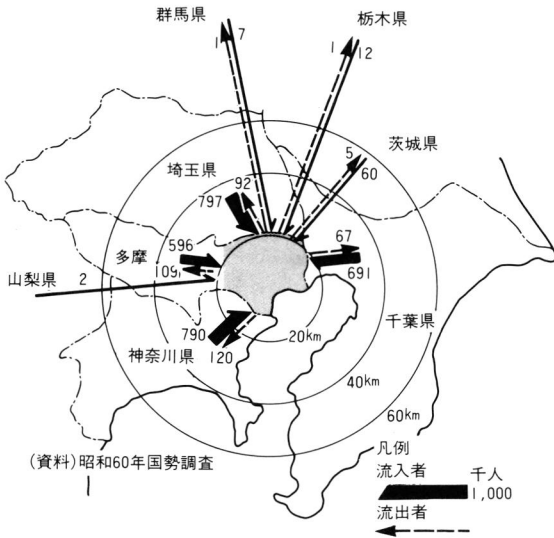 群馬県
1 7
栃木県
1 12
茨城県
5 60
埼玉県
92
797
多摩
596
109
67
691
山梨県 2
790
120
神奈川県
千葉県
20km
40km
60km
(資料)昭和60年国勢調査
凡例
流入者
千人
1,000
流出者